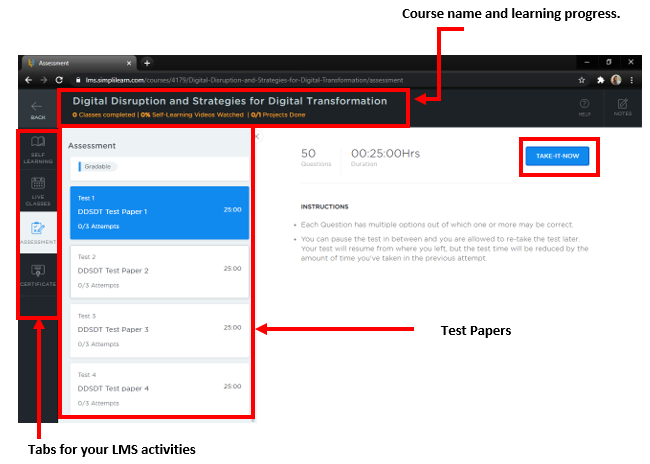 Course name and learning progress.
Assessment
lms.simplilearn.com/courses/4179/Digital-Disruption-and-Strategies-for-Digital-Transformation/assessment
BACK
Digital Disruption and Strategies for Digital Transformation
0 Classes completed | 0% Self-Learning Videos Watched | 0/1 Projects Done
HELP
NOTES
SELF
LEARNING
LIVE
CLASSES
ASSESSMENT
CERTIFICATE
Assessment
Gradable
Test 1
DDSDT Test Paper 1
25:00
0/3 Attempts
Test 2
DDSDT Test Paper 2
25:00
0/3 Attempts
Test 3
DDSDT Test Paper 3
25:00
0/3 Attempts
Test 4
DDSDT Test paper 4
25:00
0/3 Attempts
50
Questions
00:25:00Hrs
Duration
TAKE-IT-NOW
INSTRUCTIONS
• Each Question has multiple options out of which one or more may be correct.
• You can pause the test in between and you are allowed to re-take the test later.
Your test will resume from where you left, but the test time will be reduced by the
amount of time you've taken in the previous attempt.
Test Papers
Tabs for your LMS activities